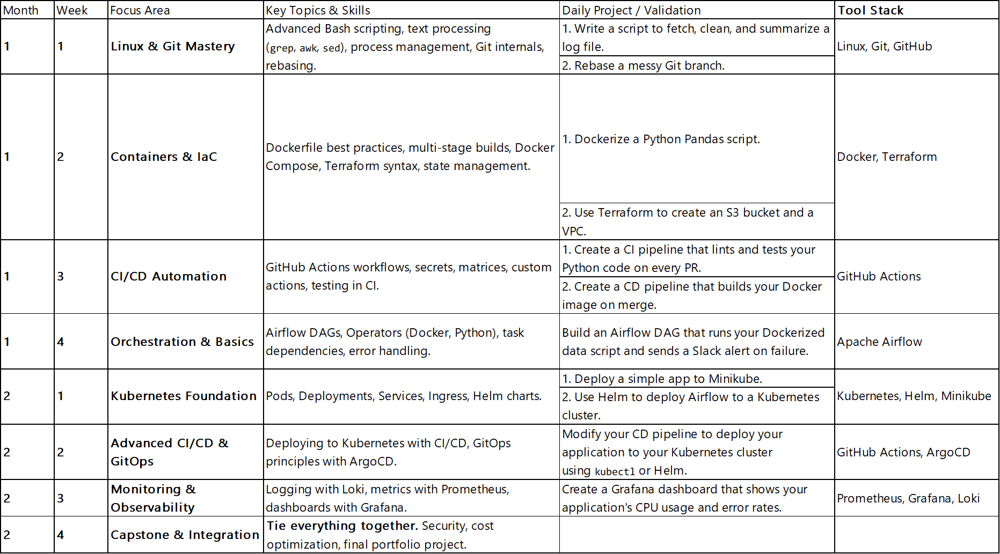 Month Week Focus Area Key Topics & Skills Daily Project / Validation Tool Stack
1 1 Linux & Git Mastery
Advanced Bash scripting, text processing
(grep, awk, sed), process management, Git internals,
rebasing.
1. Write a script to fetch, clean, and summarize a
log file.
2. Rebase a messy Git branch.
Linux, Git, GitHub
1 2 Containers & IaC
Dockerfile best practices, multi-stage builds, Docker
Compose, Terraform syntax, state management.
1. Dockerize a Python Pandas script.
2. Use Terraform to create an S3 bucket and a
VPC.
Docker, Terraform
1 3 CI/CD Automation
GitHub Actions workflows, secrets, matrices, custom
actions, testing in CI.
1. Create a CI pipeline that lints and tests your
Python code on every PR.
2. Create a CD pipeline that builds your Docker
image on merge.
GitHub Actions
1 4 Orchestration & Basics
Airflow DAGs, Operators (Docker, Python), task
dependencies, error handling.
Build an Airflow DAG that runs your Dockerized
data script and sends a Slack alert on failure.
Apache Airflow
2 1 Kubernetes Foundation
Pods, Deployments, Services, Ingress, Helm charts.
1. Deploy a simple app to Minikube.
2. Use Helm to deploy Airflow to a Kubernetes
cluster.
Kubernetes, Helm, Minikube
2 2 Advanced CI/CD &
GitOps
Deploying to Kubernetes with CI/CD, GitOps
principles with ArgoCD.
Modify your CD pipeline to deploy your
application to your Kubernetes cluster
using kubectl or Helm.
GitHub Actions, ArgoCD
2 3 Monitoring &
Observability
Logging with Loki, metrics with Prometheus,
dashboards with Grafana.
Create a Grafana dashboard that shows your
application's CPU usage and error rates.
Prometheus, Grafana, Loki
2 4 Capstone & Integration
Tie everything together. Security, cost
optimization, final portfolio project.